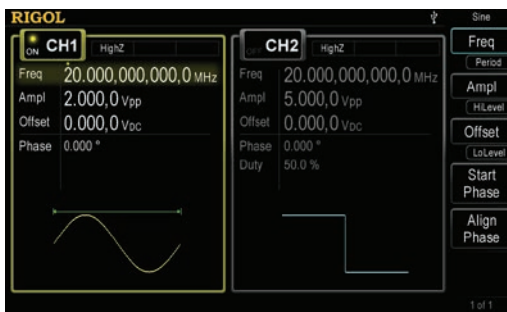 RIGOL
Sine
ON CH1 HighZ
Freq 20.000,000,000,0 MHz
Ampl 2.000,0 Vpp
Offset 0.000,0 VDC
Phase 0.000 °
OFF CH2 HighZ
Freq 20.000,000,000,0 MHz
Ampl 5.000,0 Vpp
Offset 0.000,0 VDC
Phase 0.000 °
Duty 50.0 %
Freq
Period
Ampl
HiLevel
Offset
LoLevel
Start
Phase
Align
Phase
1 of 1